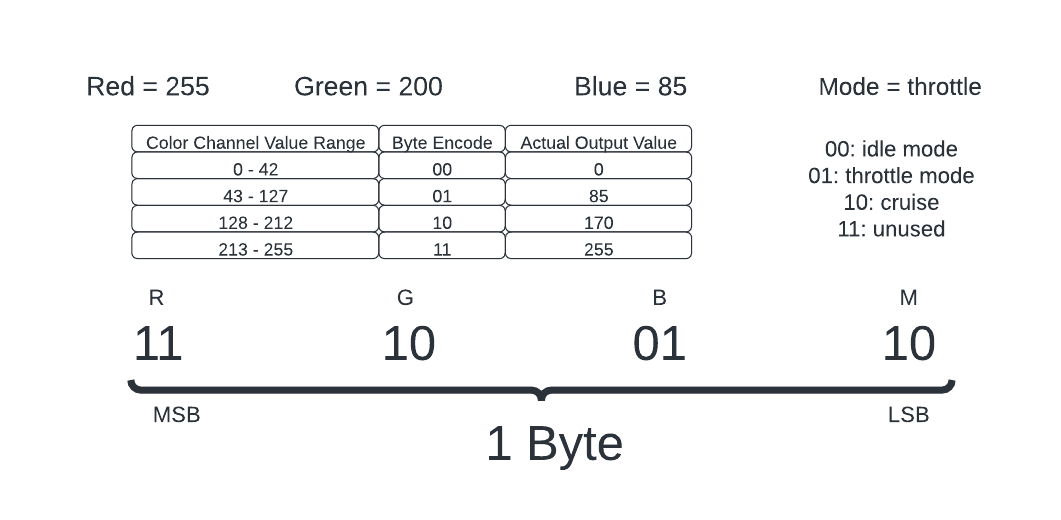 Red = 255 Green = 200 Blue = 85 Mode = throttle
Color Channel Value Range Byte Encode Actual Output Value
0 - 42 00 0
43 - 127 01 85
128 - 212 10 170
213 - 255 11 255
00: idle mode
01: throttle mode
10: cruise
11: unused
R G B M
11 10 01 10
MSB LSB
1 Byte